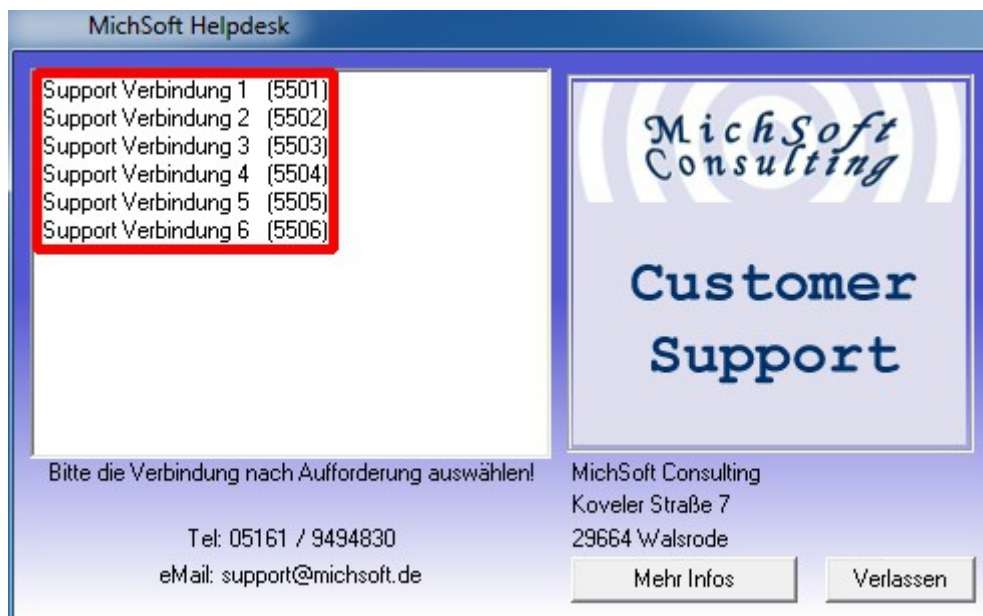 MichSoft Helpdesk
Support Verbindung 1 (5501)
Support Verbindung 2 (5502)
Support Verbindung 3 (5503)
Support Verbindung 4 (5504)
Support Verbindung 5 (5505)
Support Verbindung 6 (5506)
Bitte die Verbindung nach Aufforderung auswählen!
Tel: 05161 / 9494830
eMail: support@michsoft.de
MichSoft
Consulting
Customer
Support
MichSoft Consulting
Koveler Straße 7
29664 Walsrode
Mehr Infos
Verlassen